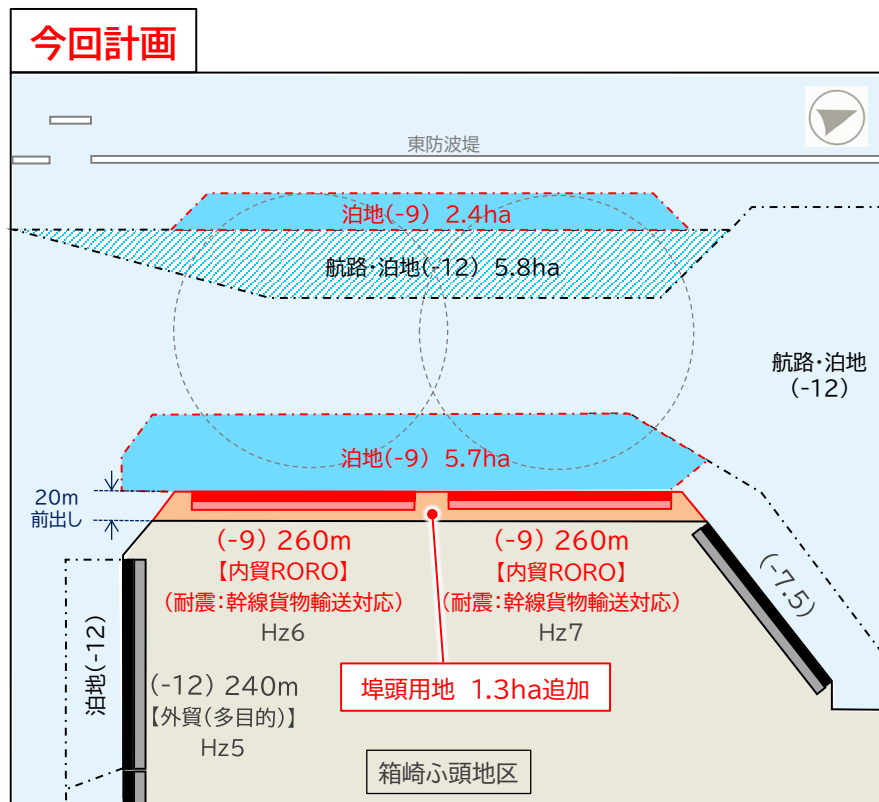 今回計画
東防波堤
泊地(-9) 2.4ha
航路・泊地(-12) 5.8ha
航路・泊地
(-12)
泊地(-9) 5.7ha
20m
前出し
(-9) 260m
【内貿RORO】
(耐震:幹線貨物輸送対応)
Hz6
(-9) 260m
【内貿RORO】
(耐震:幹線貨物輸送対応)
Hz7
(-7.5)
泊地(-12)
(-12) 240m
【外貿(多目的)】
Hz5
埠頭用地 1.3ha追加
箱崎ふ頭地区